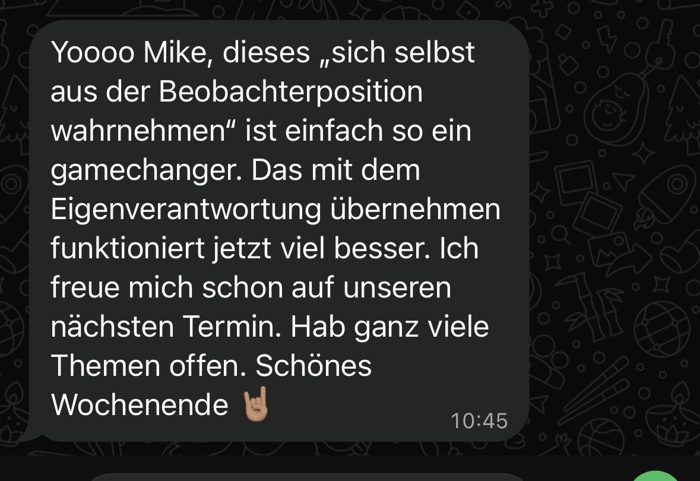 Yoooo Mike, dieses „sich selbst
aus der Beobachterposition
wahrnehmen“ ist einfach so ein
gamechanger. Das mit dem
Eigenverantwortung übernehmen
funktioniert jetzt viel besser. Ich
freue mich schon auf unseren
nächsten Termin. Hab ganz viele
Themen offen. Schönes
Wochenende 🤘🏽
10:45